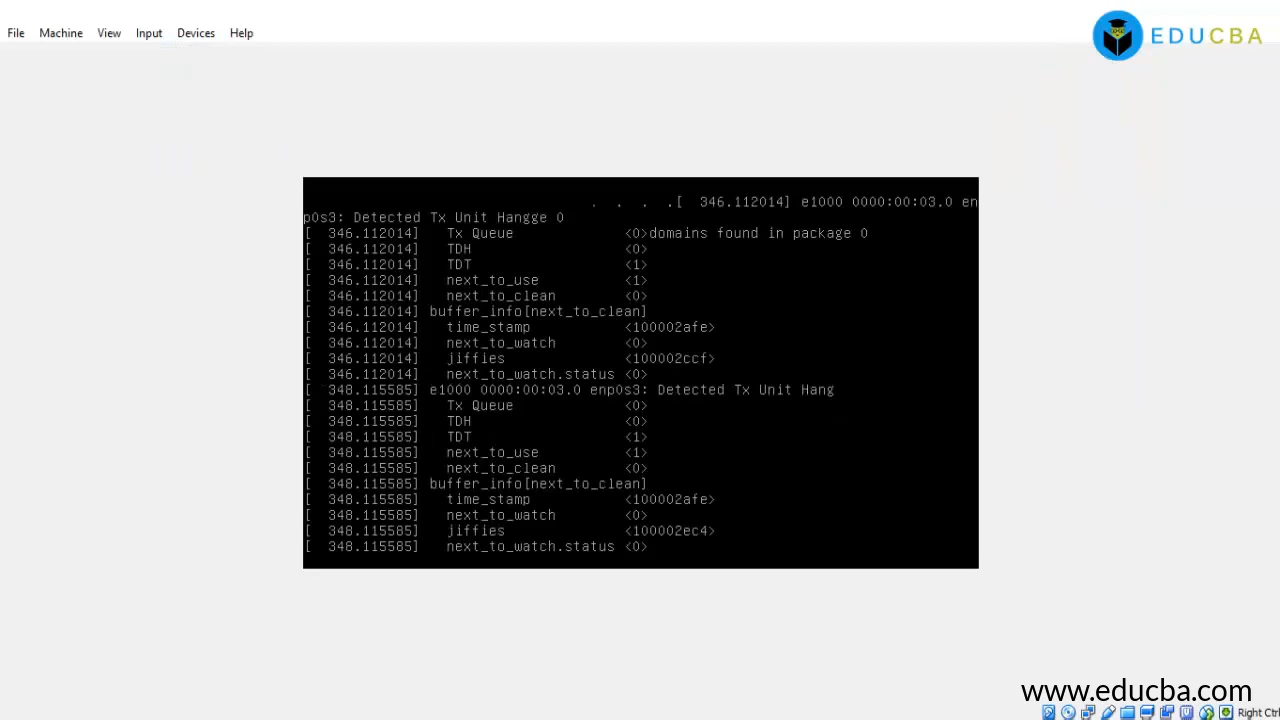 File Machine View Input Devices Help
EDUCBA
. . . .[ 346.112014] e1000 0000:00:03.0 en
p0s3: Detected Tx Unit Hangge 0
[ 346.112014] Tx Queue <0>domains found in package 0
[ 346.112014] TDH <0>
[ 346.112014] TDT <1>
[ 346.112014] next_to_use <1>
[ 346.112014] next_to_clean <0>
[ 346.112014] buffer_info[next_to_clean]
[ 346.112014] time_stamp <100002afe>
[ 346.112014] next_to_watch <0>
[ 346.112014] jiffies <100002ccf>
[ 346.112014] next_to_watch.status <0>
[ 348.115585] e1000 0000:00:03.0 enp0s3: Detected Tx Unit Hang
[ 348.115585] Tx Queue <0>
[ 348.115585] TDH <0>
[ 348.115585] TDT <1>
[ 348.115585] next_to_use <1>
[ 348.115585] next_to_clean <0>
[ 348.115585] buffer_info[next_to_clean]
[ 348.115585] time_stamp <100002afe>
[ 348.115585] next_to_watch <0>
[ 348.115585] jiffies <100002ec4>
[ 348.115585] next_to_watch.status <0>
www.educba.com
Right Ctrl